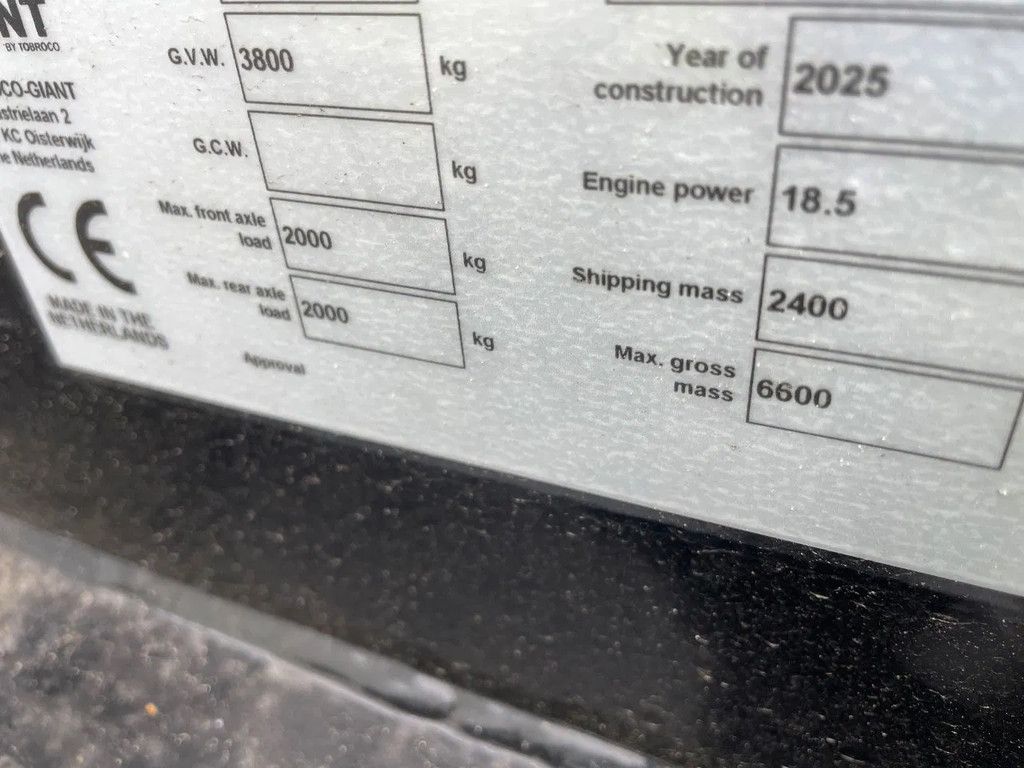 NT
BY TOBROCO
CO-GIANT
strielaan 2
KC Oisterwijk
e Netherlands
CE
MADE IN THE
NETHERLANDS
G.V.W. 3800 kg
G.C.W. kg
Max. front axle
load 2000 kg
Max. rear axle
load 2000 kg
Approval
Year of
construction 2025
Engine power 18.5
Shipping mass 2400
Max. gross
mass 6600